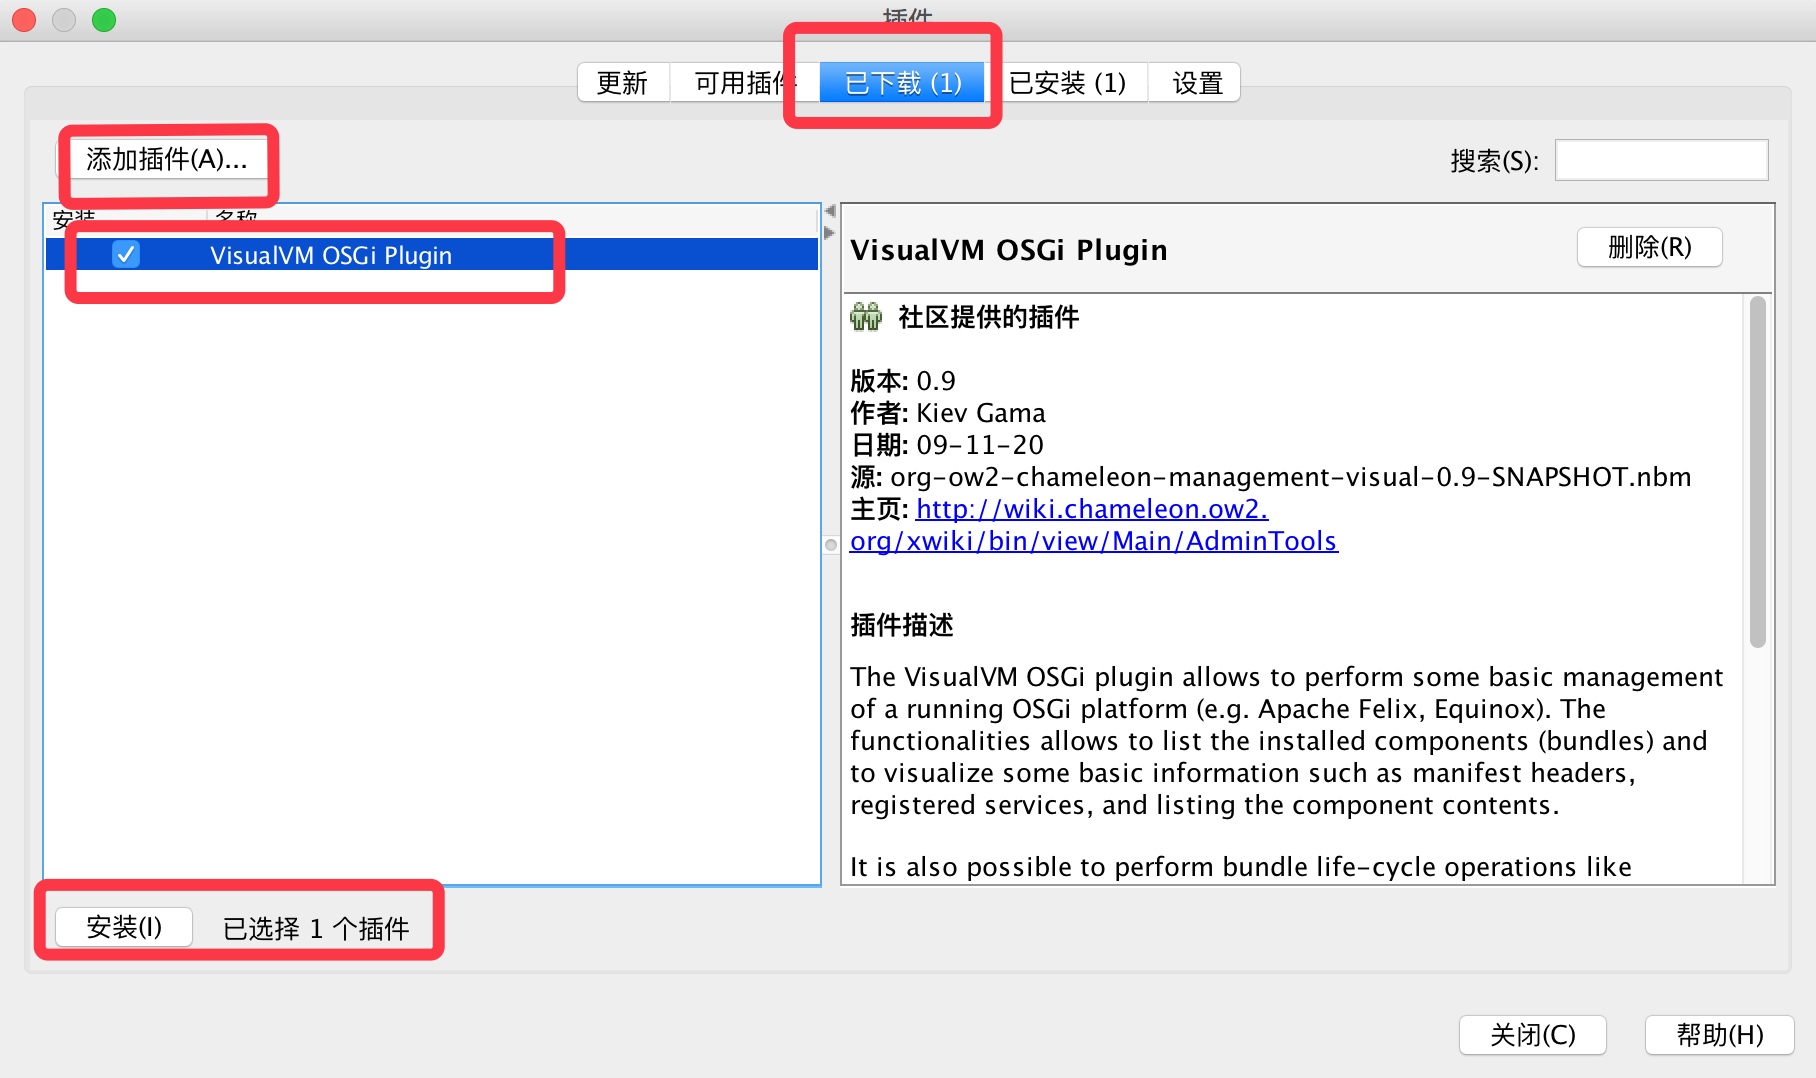 插件
更新
可用插件
已下载 (1)
已安装 (1)
设置
添加插件(A)...
搜索(S):
安装
名称
VisualVM OSGi Plugin
VisualVM OSGi Plugin
删除(R)
社区提供的插件
版本: 0.9
作者: Kiev Gama
日期: 09-11-20
源: org-ow2-chameleon-management-visual-0.9-SNAPSHOT.nbm
主页: http://wiki.chameleon.ow2.
org/xwiki/bin/view/Main/AdminTools
插件描述
The VisualVM OSGi plugin allows to perform some basic management
of a running OSGi platform (e.g. Apache Felix, Equinox). The
functionalities allows to list the installed components (bundles) and
to visualize some basic information such as manifest headers,
registered services, and listing the component contents.
It is also possible to perform bundle life-cycle operations like
安装(I)
已选择 1 个插件
关闭(C)
帮助(H)